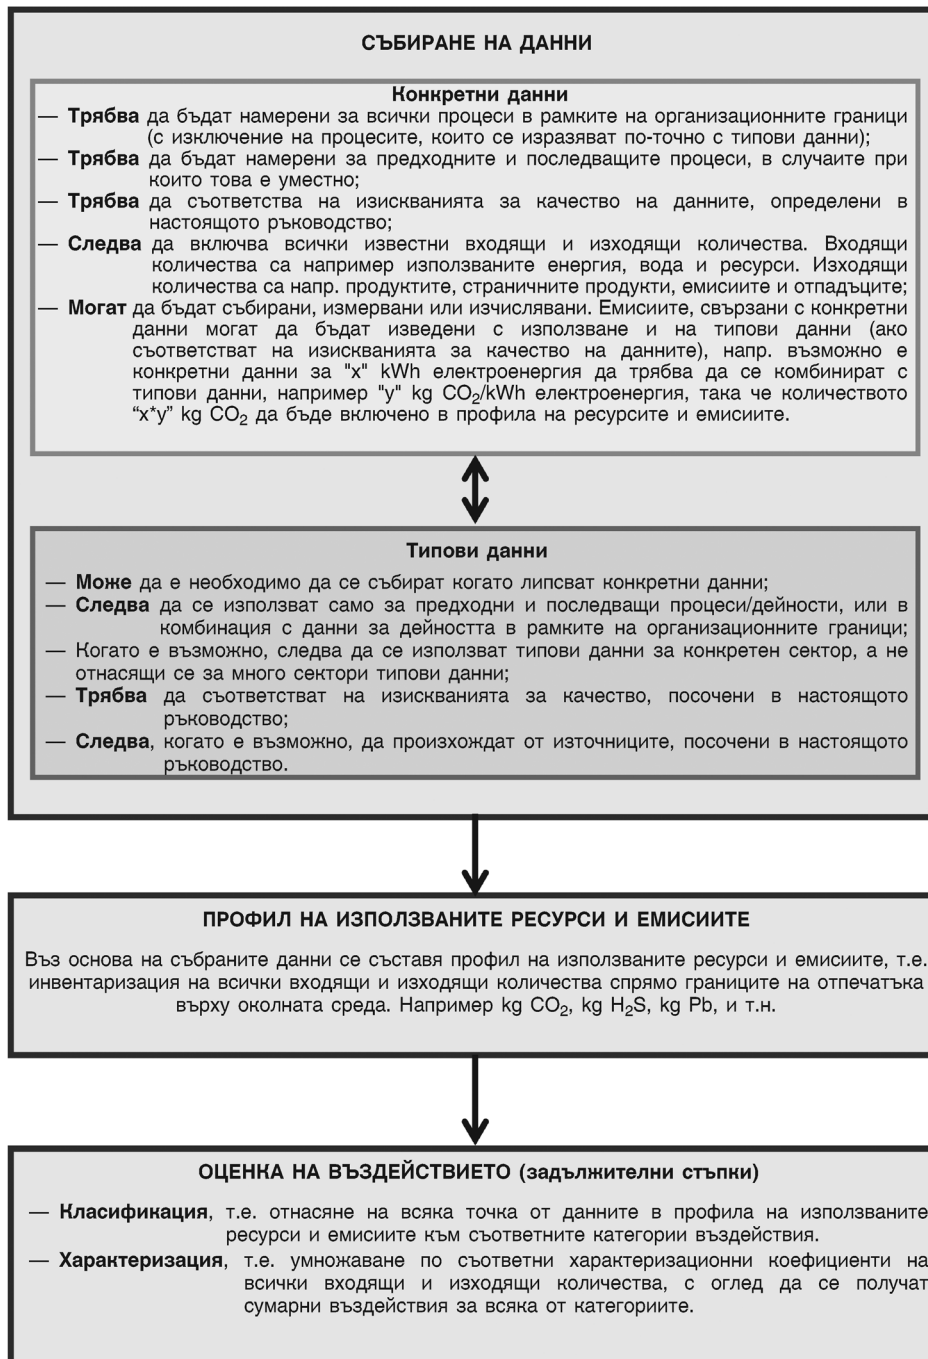 СЪБИРАНЕ НА ДАННИ
Конкретни данни
— Трябва да бъдат намерени за всички процеси в рамките на организационните граници
(с изключение на процесите, които се изразяват по-точно с типови данни);
— Трябва да бъдат намерени за предходните и последващите процеси, в случаите при
които това е уместно;
— Трябва да съответства на изискванията за качество на данните, определени в
настоящото ръководство;
— Следва да включва всички известни входящи и изходящи количества. Входящи
количества са например използваните енергия, вода и ресурси. Изходящи
количества са напр. продуктите, страничните продукти, емисиите и отпадъците;
— Могат да бъдат събирани, измервани или изчислявани. Емисиите, свързани с конкретни
данни могат да бъдат изведени с използване и на типови данни (ако
съответстват на изискванията за качество на данните), напр. възможно е
конкретни данни за "x" kWh електроенергия да трябва да се комбинират с
типови данни, например "y" kg CO₂/kWh електроенергия, така че количеството
“x*y” kg CO₂ да бъде включено в профила на ресурсите и емисиите.
Типови данни
— Може да е необходимо да се събират когато липсват конкретни данни;
— Следва да се използват само за предходни и последващи процеси/дейности, или в
комбинация с данни за дейността в рамките на организационните граници;
— Когато е възможно, следва да се използват типови данни за конкретен сектор, а не
отнасящи се за много сектори типови данни;
— Трябва да съответстват на изискванията за качество, посочени в настоящото
ръководство;
— Следва, когато е възможно, да произхождат от източниците, посочени в настоящото
ръководство.
ПРОФИЛ НА ИЗПОЛЗВАНИТЕ РЕСУРСИ И ЕМИСИИТЕ
Въз основа на събраните данни се съставя профил на използваните ресурси и емисиите, т.е.
инвентаризация на всички входящи и изходящи количества спрямо границите на отпечатъка
върху околната среда. Например kg CO₂, kg H₂S, kg Pb, и т.н.
ОЦЕНКА НА ВЪЗДЕЙСТВИЕТО (задължителни стъпки)
— Класификация, т.е. отнасяне на всяка точка от данните в профила на използваните
ресурси и емисиите към съответните категории въздействия.
— Характеризация, т.е. умножаване по съответни характеризационни коефициенти на
всички входящи и изходящи количества, с оглед да се получат
сумарни въздействия за всяка от категориите.